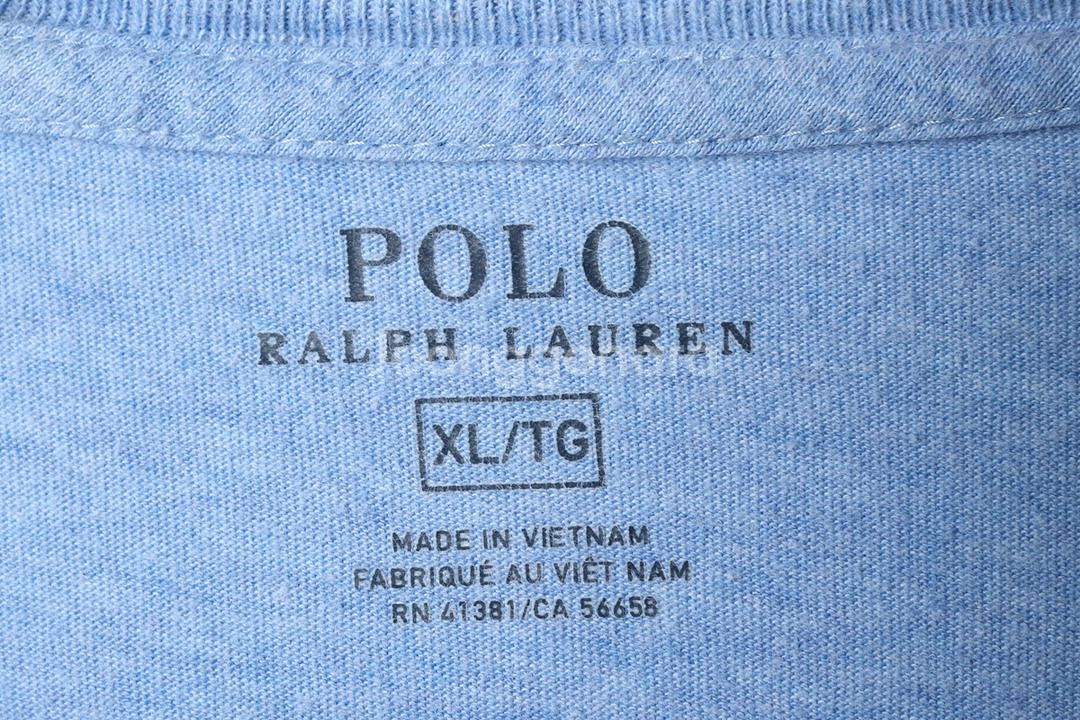 POLO
RALPH LAUREN
XL/TG
MADE IN VIETNAM
FABRIQUÉ AU VIÊT NAM
RN 41381/CA 56658